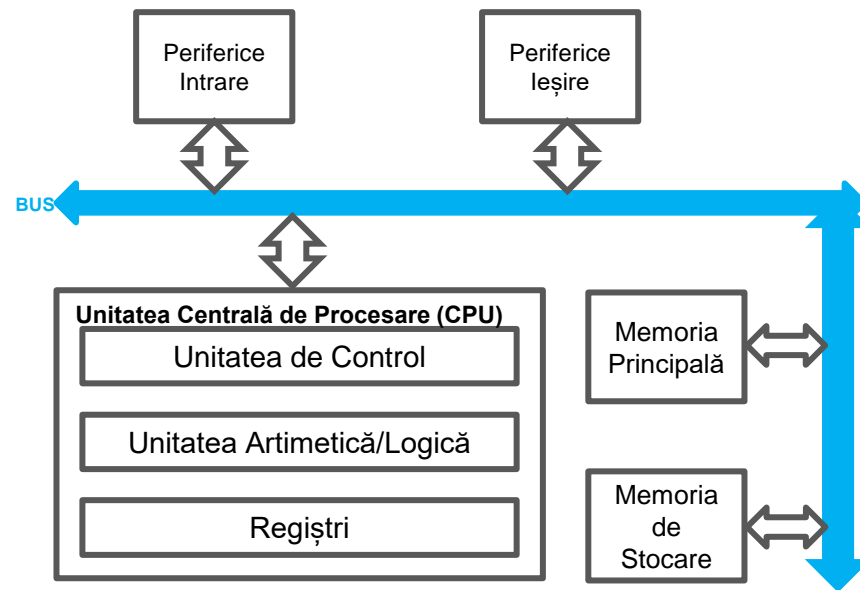 Periferice
Intrare
Periferice
Ieșire
BUS
Unitatea Centrală de Procesare (CPU)
Unitatea de Control
Unitatea Artimetică/Logică
Regiștri
Memoria
Principală
Memoria
de
Stocare